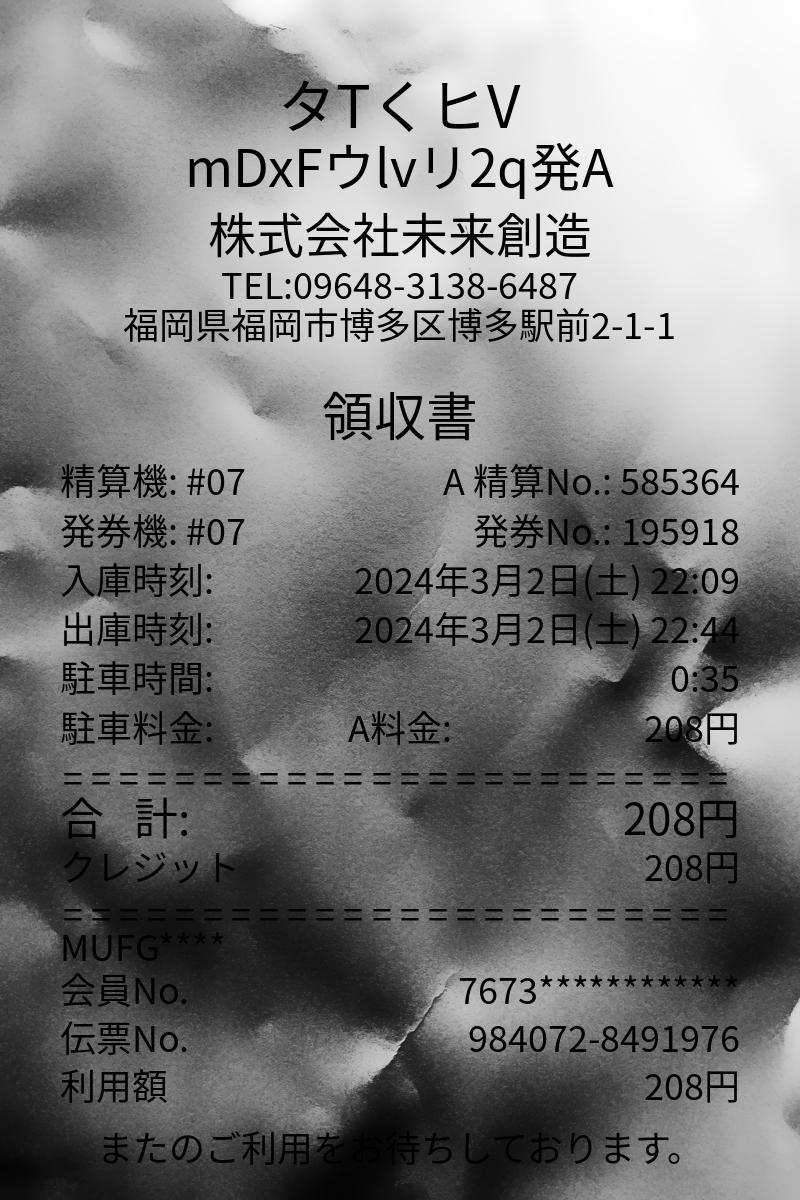 タTくヒV
mDxFウlvリ2q発A
株式会社未来創造
TEL:09648-3138-6487
福岡県福岡市博多区博多駅前2-1-1
領収書
精算機: #07 A 精算No.: 585364
発券機: #07 発券No.: 195918
入庫時刻: 2024年3月2日(土) 22:09
出庫時刻: 2024年3月2日(土) 22:44
駐車時間: 0:35
駐車料金: A料金: 208円
========================
合 計: 208円
クレジット 208円
========================
MUFG****
会員No. 7673************
伝票No. 984072-8491976
利用額 208円
またのご利用をお待ちしております。